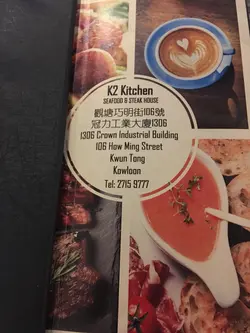 K2 Kitchen
SEAFOOD & STEAK HOUSE
觀塘巧明街106號
冠力工業大廈1306
1306 Crown Industrial Building
106 How Ming Street
Kwun Tong
Kowloon
Tel: 2715 9777